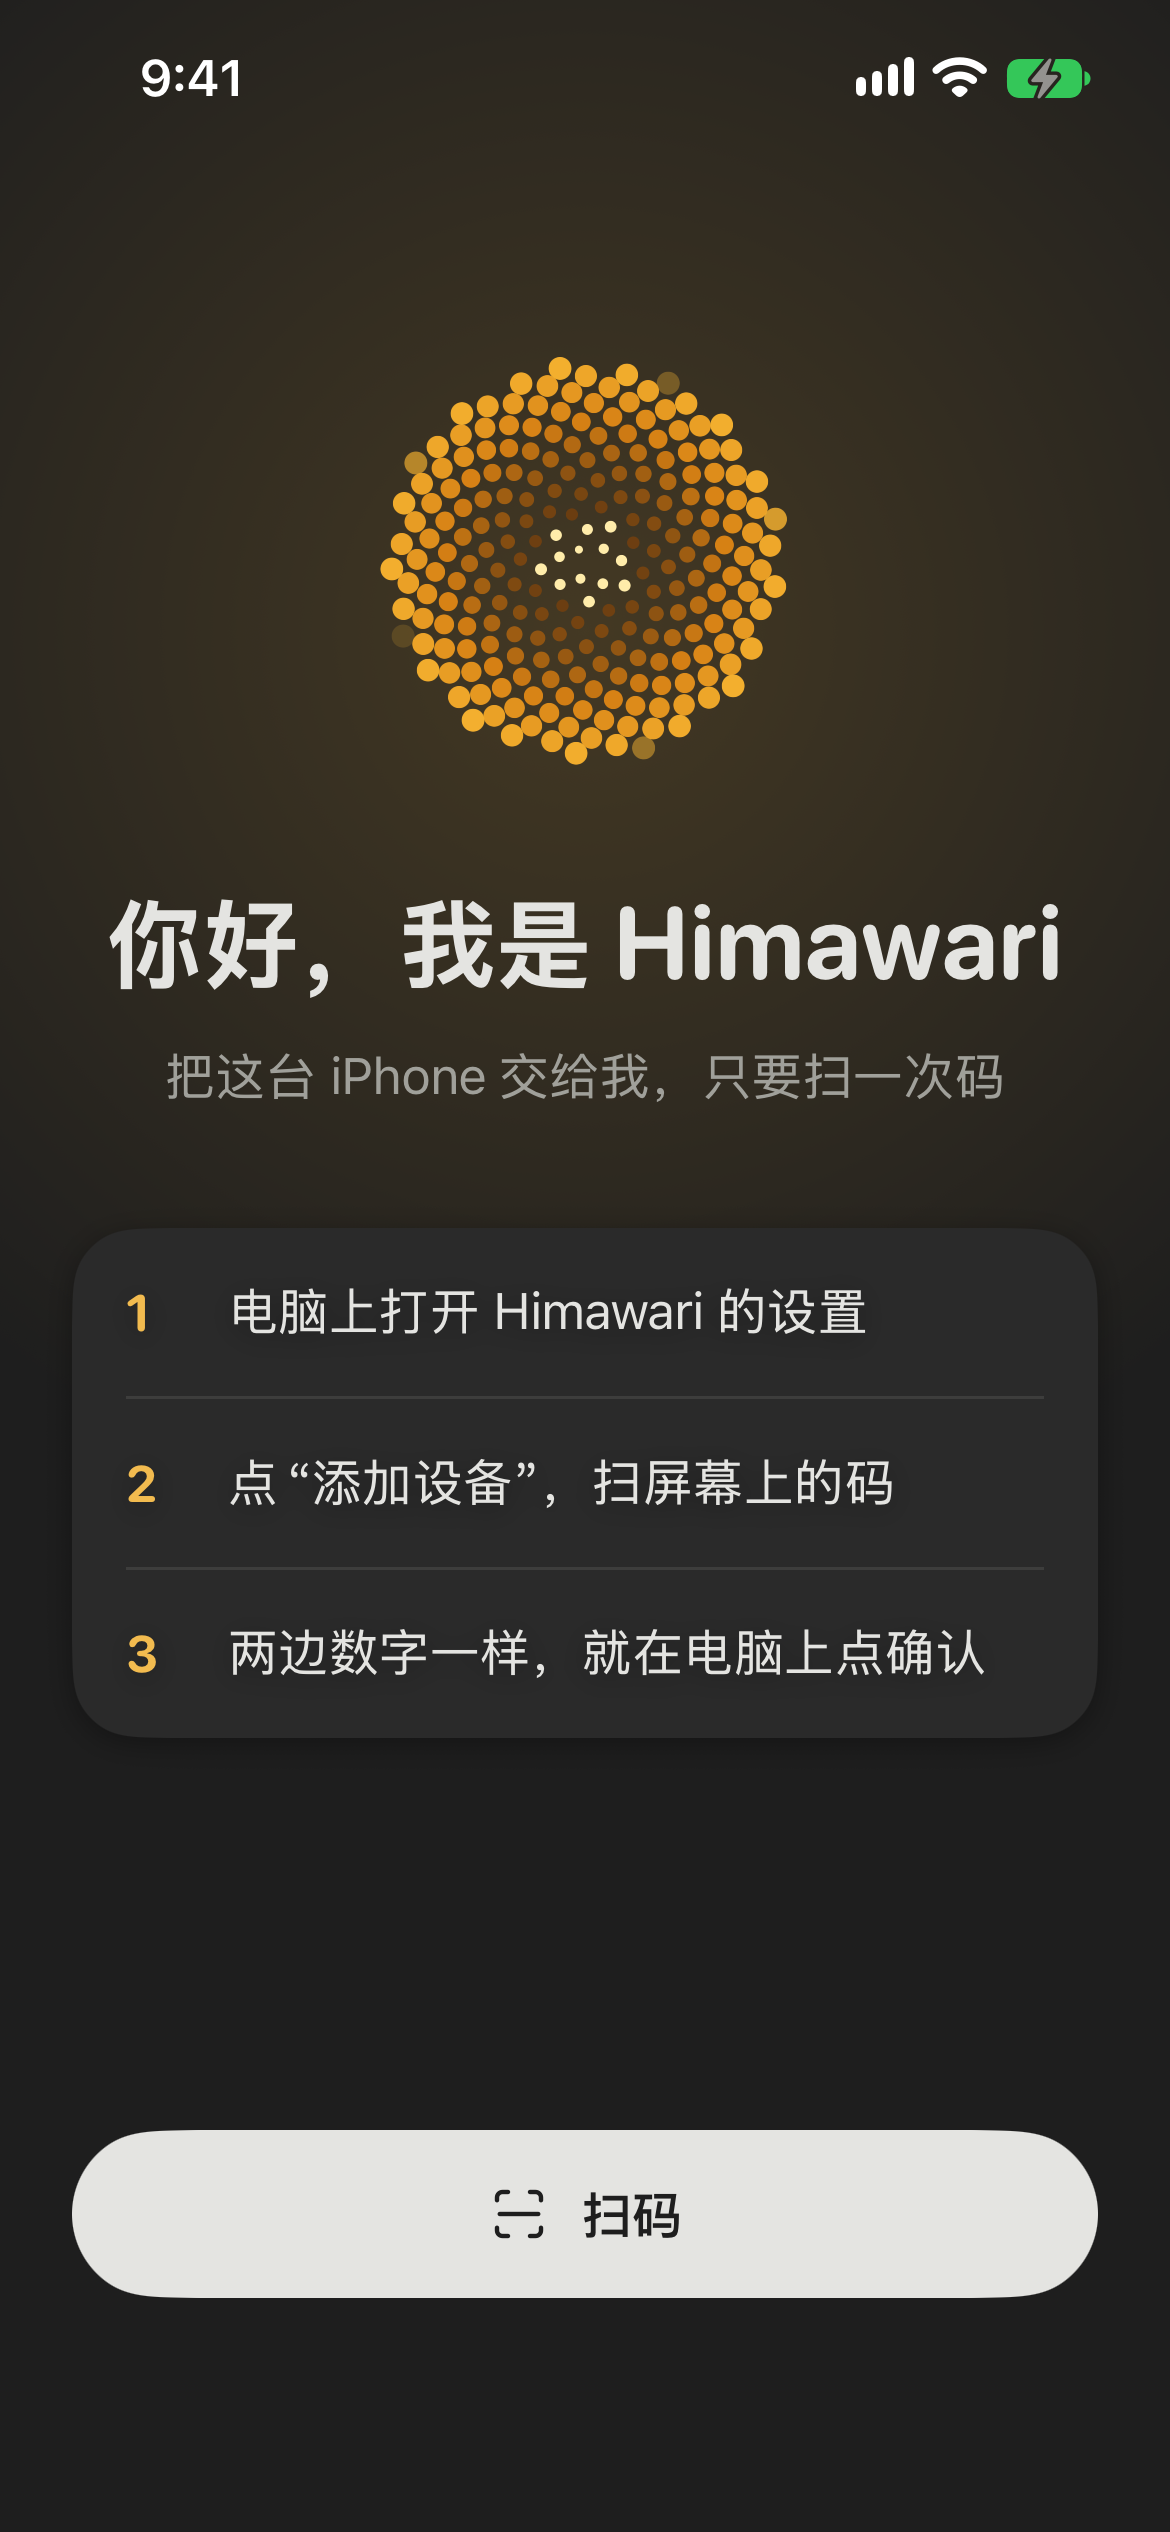 9:41
你好，我是 Himawari
把这台 iPhone 交给我，只要扫一次码
1 电脑上打开 Himawari 的设置
2 点 “添加设备”，扫屏幕上的码
3 两边数字一样，就在电脑上点确认
扫码